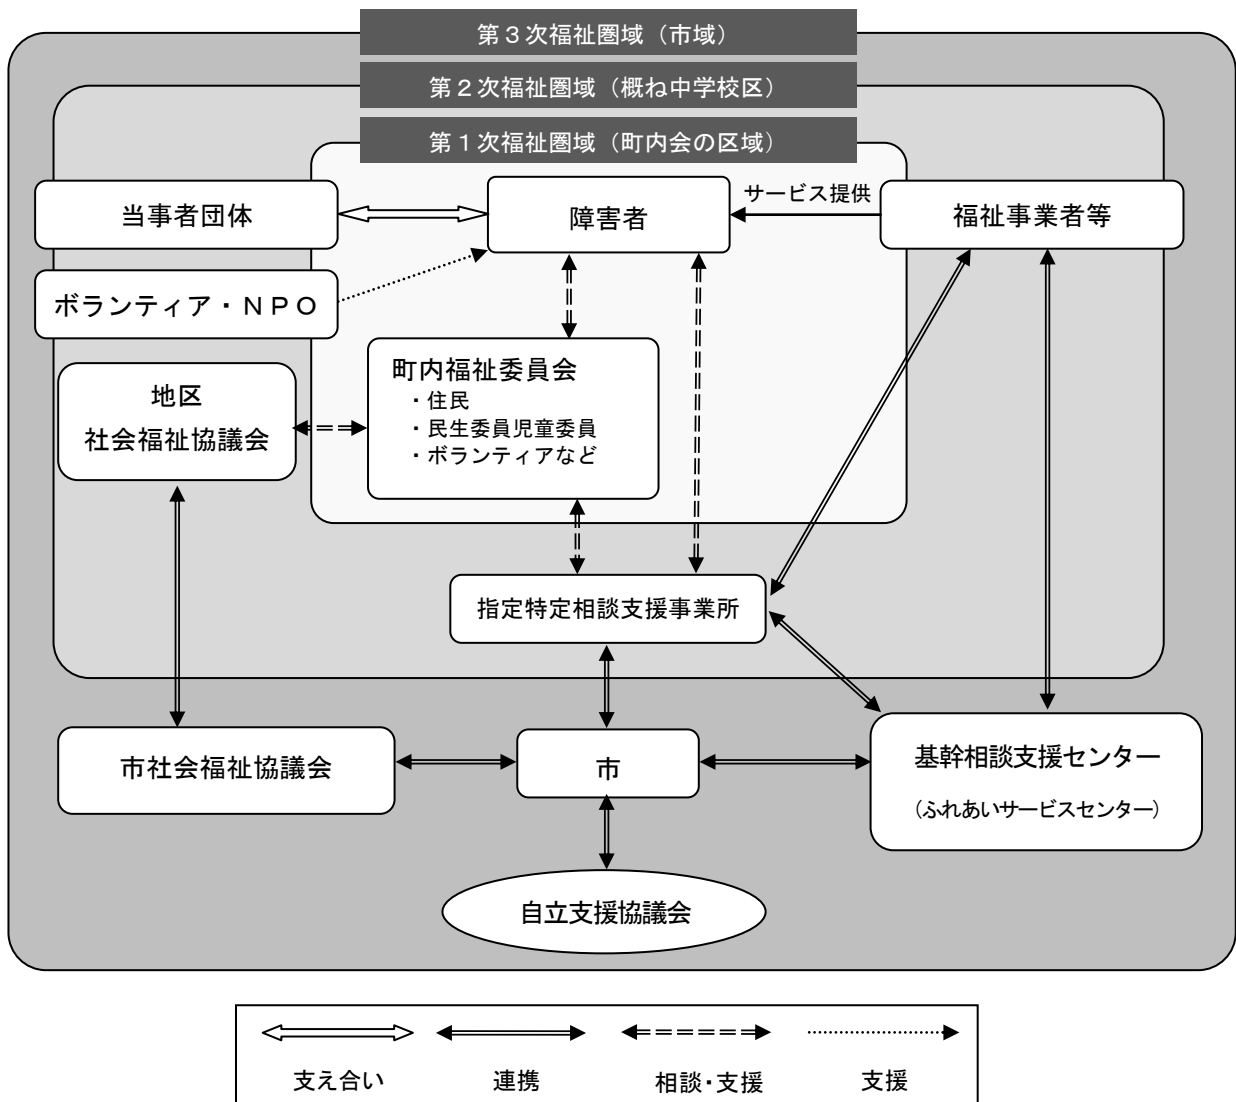 第３次福祉圏域（市域）
第２次福祉圏域（概ね中学校区）
第１次福祉圏域（町内会の区域）
当事者団体
障害者
サービス提供
福祉事業者等
ボランティア・ＮＰＯ
町内福祉委員会
・住民
・民生委員児童委員
・ボランティアなど
地区
社会福祉協議会
指定特定相談支援事業所
市社会福祉協議会
市
基幹相談支援センター
（ふれあいサービスセンター）
自立支援協議会
支え合い
連携
相談・支援
支援